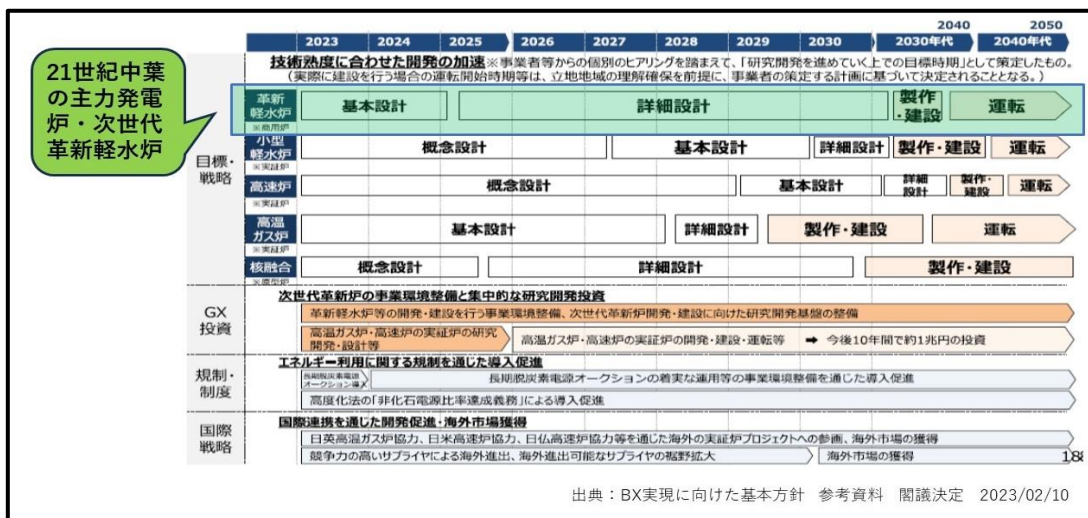 2040
2050
2023
2024
2025
2026
2027
2028
2029
2030
2030年代
2040年代
21世紀中葉
の主力発電
炉・次世代
革新軽水炉
目標・
戦略
技術熟度に合わせた開発の加速※事業者等からの個別のヒアリングを踏まえて、「研究開発を進めていく上での目標時期」として策定したもの。
(実際に建設を行う場合の運転開始時期等は、立地地域の理解確保を前提に、事業者の策定する計画に基づいて決定されることとなる。)
革新
軽水炉
※商用炉
基本設計
詳細設計
製作
・建設
運転
小型
軽水炉
※実証炉
概念設計
基本設計
詳細設計
製作・建設
運転
高速炉
※実証炉
概念設計
基本設計
詳細
設計
製作・
建設
運転
高温
ガス炉
※実証炉
基本設計
詳細設計
製作・建設
運転
核融合
※原型炉
概念設計
詳細設計
製作・建設
GX
投資
次世代革新炉の事業環境整備と集中的な研究開発投資
革新軽水炉等の開発・建設を行う事業環境整備、次世代革新炉開発・建設に向けた研究開発基盤の整備
高温ガス炉・高速炉の実証炉の研究
開発・設計等
高温ガス炉・高速炉の実証炉の開発・建設・運転等 ➡ 今後10年間で約1兆円の投資
規制・
制度
エネルギー利用に関する規制を通じた導入促進
長期脱炭素電源
オークション導入
長期脱炭素電源オークションの着実な運用等の事業環境整備を通じた導入促進
高度化法の「非化石電源比率達成義務」による導入促進
国際
戦略
国際連携を通じた開発促進・海外市場獲得
日英高温ガス炉協力、日米高速炉協力、日仏高速炉協力等を通じた海外の実証炉プロジェクトへの参画、海外市場の獲得
競争力の高いサプライヤによる海外進出、海外進出可能なサプライヤの裾野拡大
海外市場の獲得
18
出典：BX実現に向けた基本方針 参考資料 閣議決定 2023/02/10